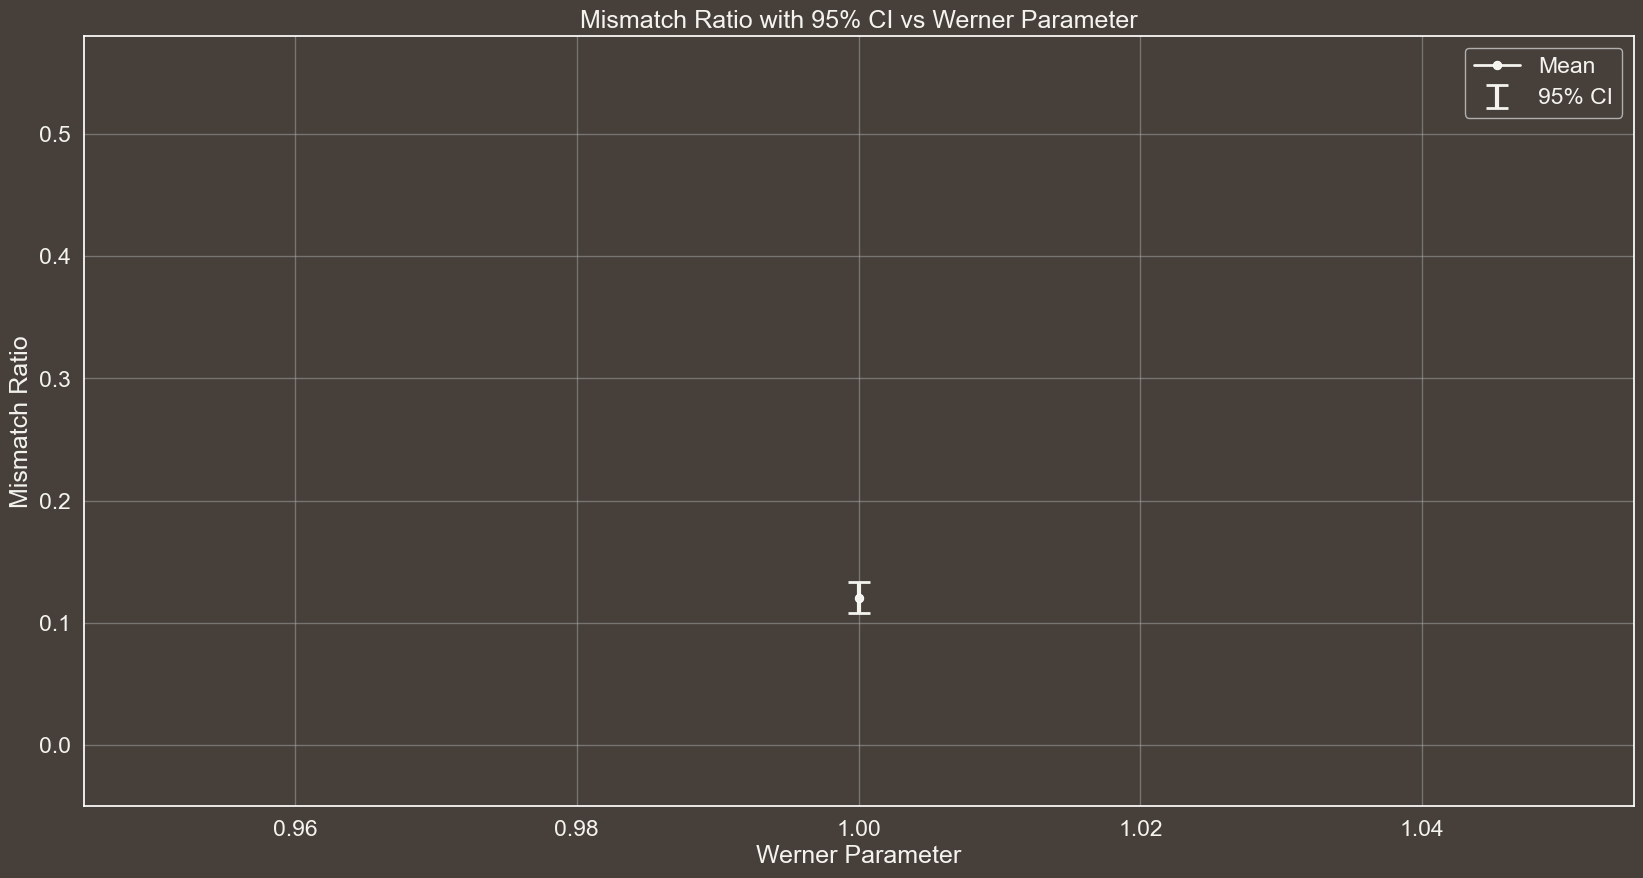 Mismatch Ratio with 95% CI vs Werner Parameter
Mean
95% CI
Mismatch Ratio
0.5
0.4
0.3
0.2
0.1
0.0
0.96 0.98 1.00 1.02 1.04
Werner Parameter